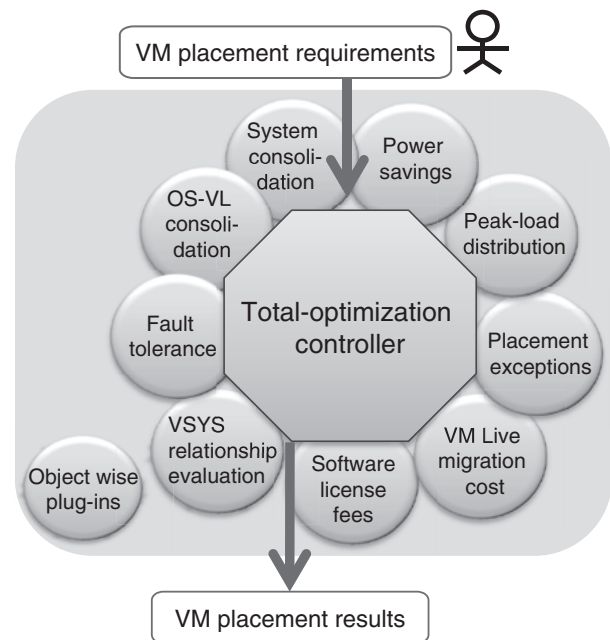 VM placement requirements
System
consoli-
dation
Power
savings
OS-VL
consoli-
dation
Peak-load
distribution
Total-optimization
controller
Fault
tolerance
Placement
exceptions
VSYS
relationship
evaluation
VM Live
migration
cost
Software
license
fees
Object wise
plug-ins
VM placement results